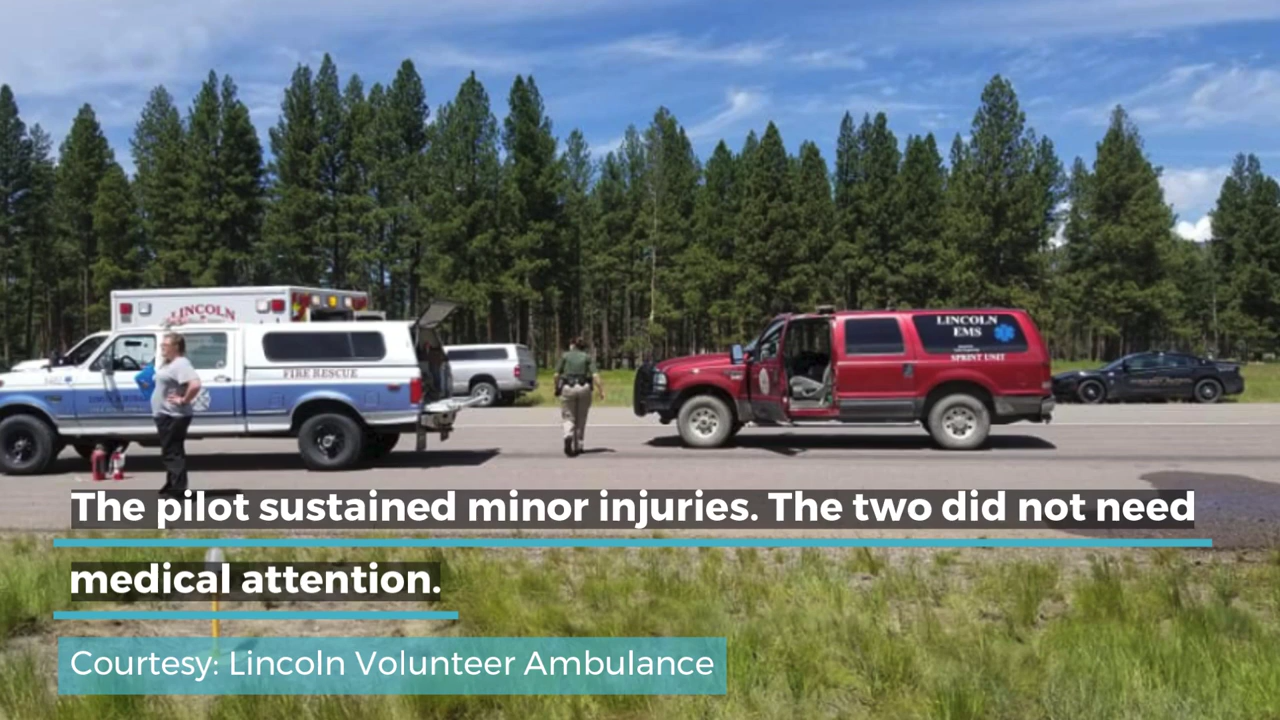 LINCOLN
FIRE RESCUE
LINCOLN
EMS
SPRINT UNIT
The pilot sustained minor injuries. The two did not need
medical attention.
Courtesy: Lincoln Volunteer Ambulance